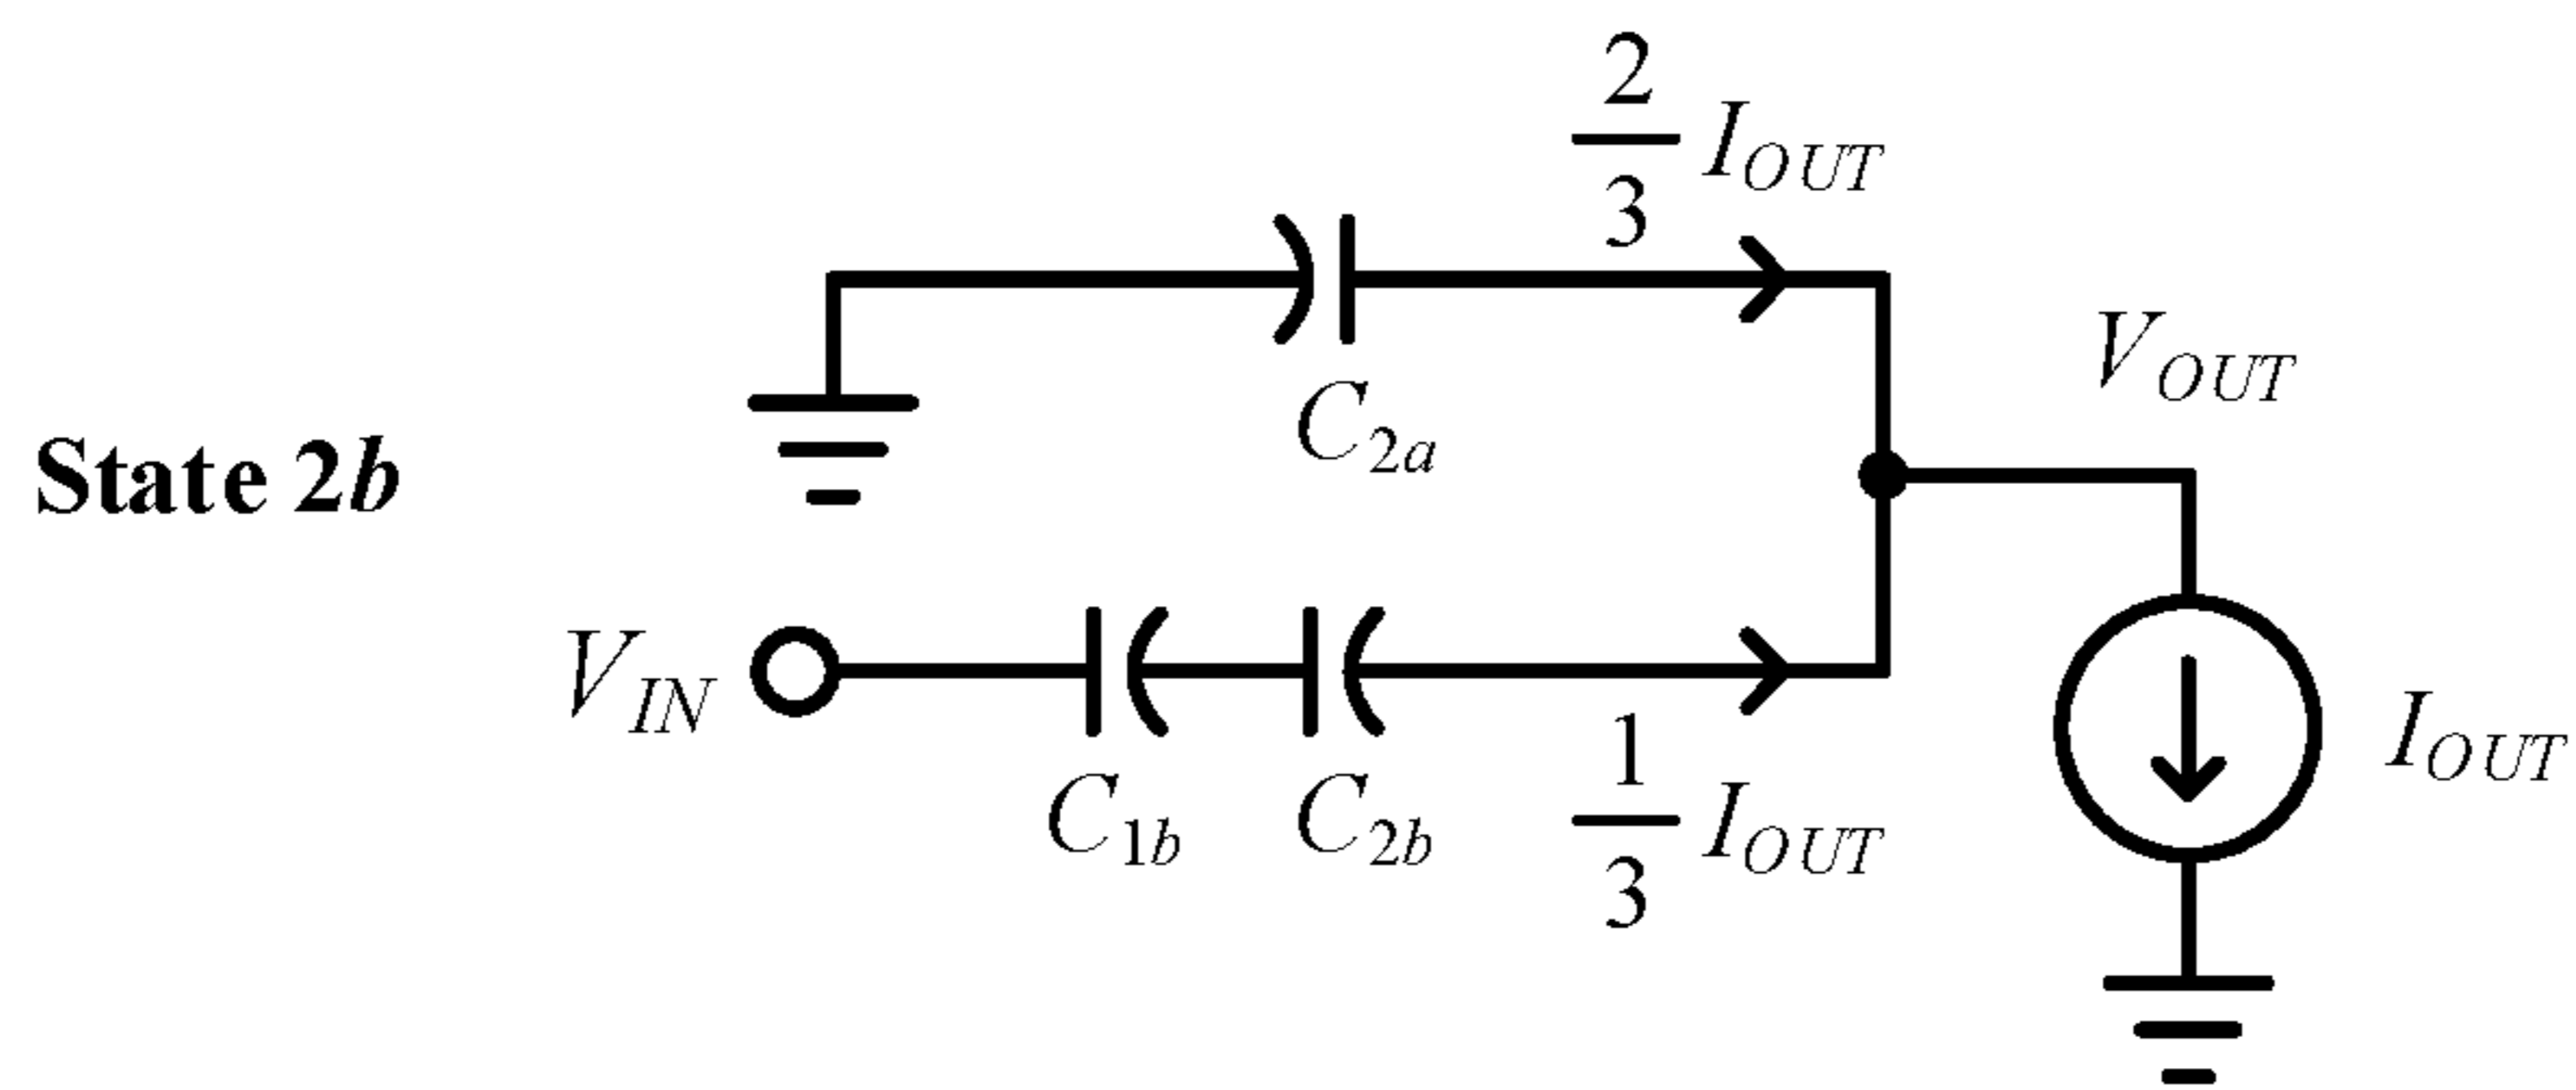 2/3 I_OUT
V_OUT
C_2a
State 2b
V_IN
I_OUT
C_1b
C_2b
1/3 I_OUT